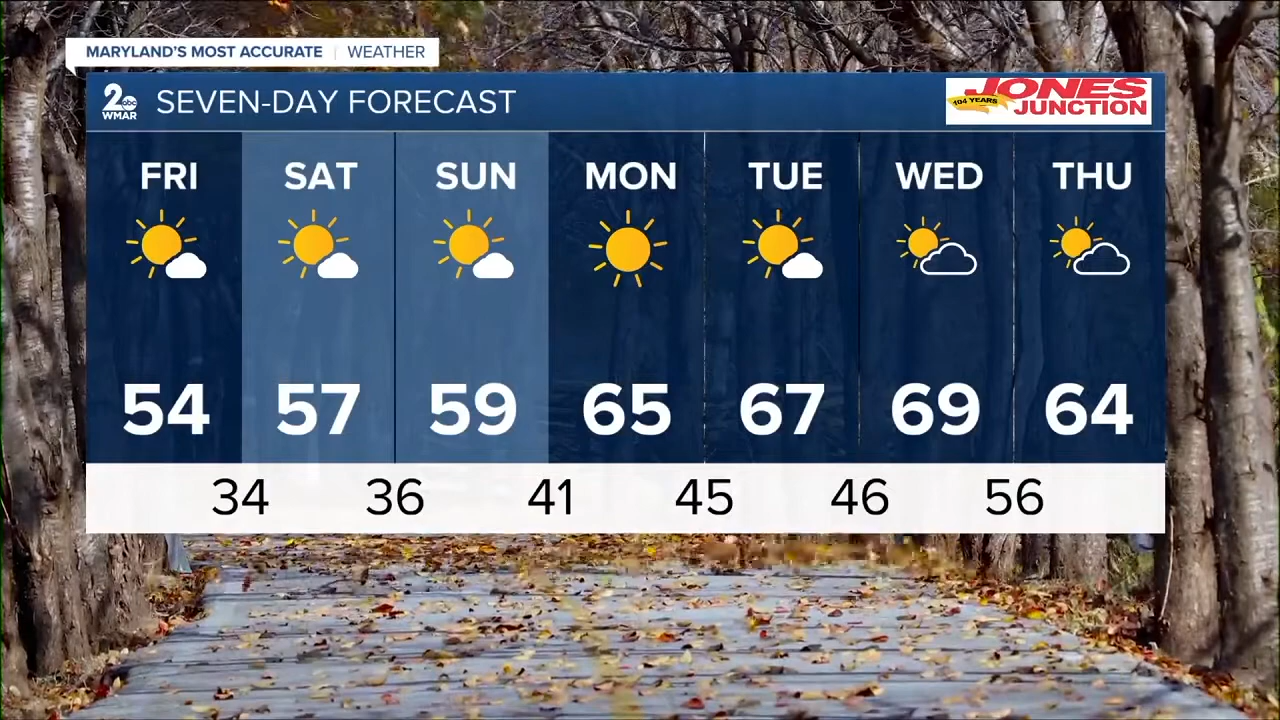 MARYLAND'S MOST ACCURATE | WEATHER
2 abc WMAR
SEVEN-DAY FORECAST
104 YEARS
JONES
JUNCTION
FRI SAT SUN MON TUE WED THU
54 57 59 65 67 69 64
34 36 41 45 46 56